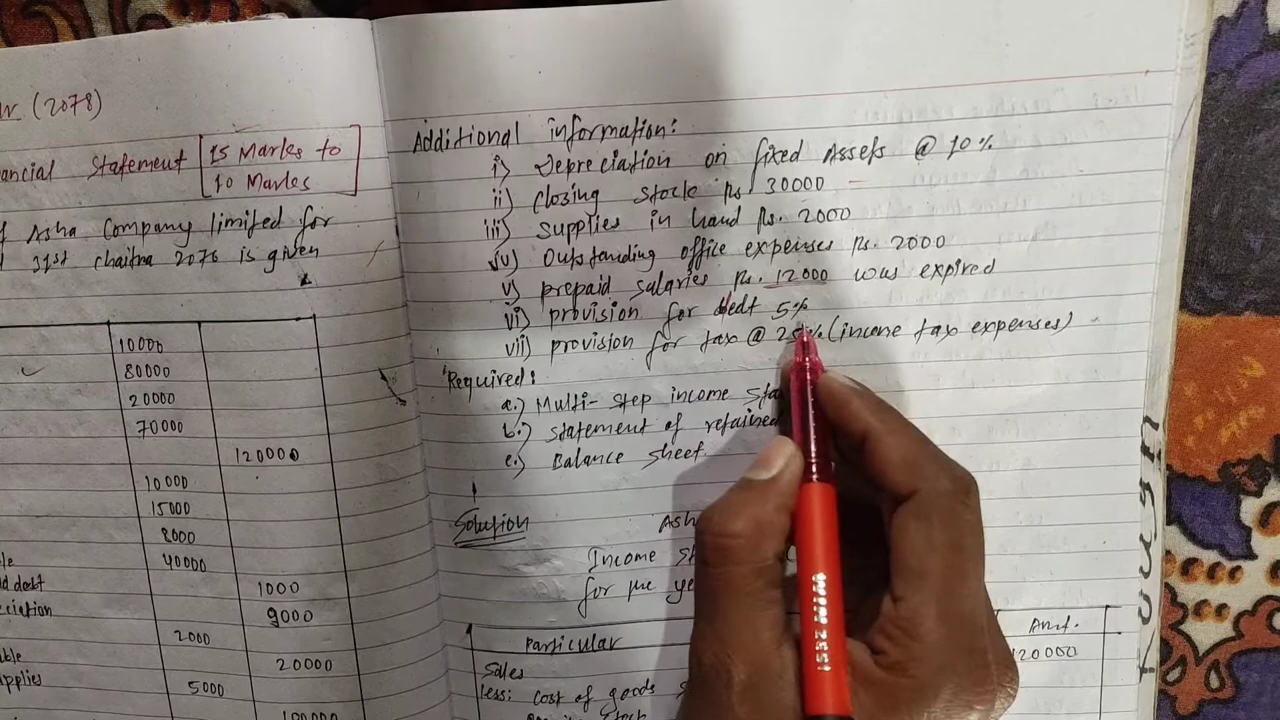 (2078)
Statement [15 Marks to
10 Marks]
Asha Company limited for
31st chaitra 2076 is given
10000
80000
20000
70000
120000
10000
15000
8000
40000
debt 1000
9000
2000
20000
5000
100000
Additional information:
i) Depreciation on fixed Assets @ 10%
ii) Closing stock Rs 30000
iii) supplies in hand Rs. 2000
iv) Outstanding office expenses Rs. 2000
v) prepaid salaries Rs. 12000 was expired
vi) provision for bedt 5%
vii) provision for tax @ 25% (income tax expenses)
Required:
a.) Multi-step income
b.) statement of retained
c.) Balance sheet.
Solution
Income
for the
Particular Amt.
Sales 120000
less: Cost of goods